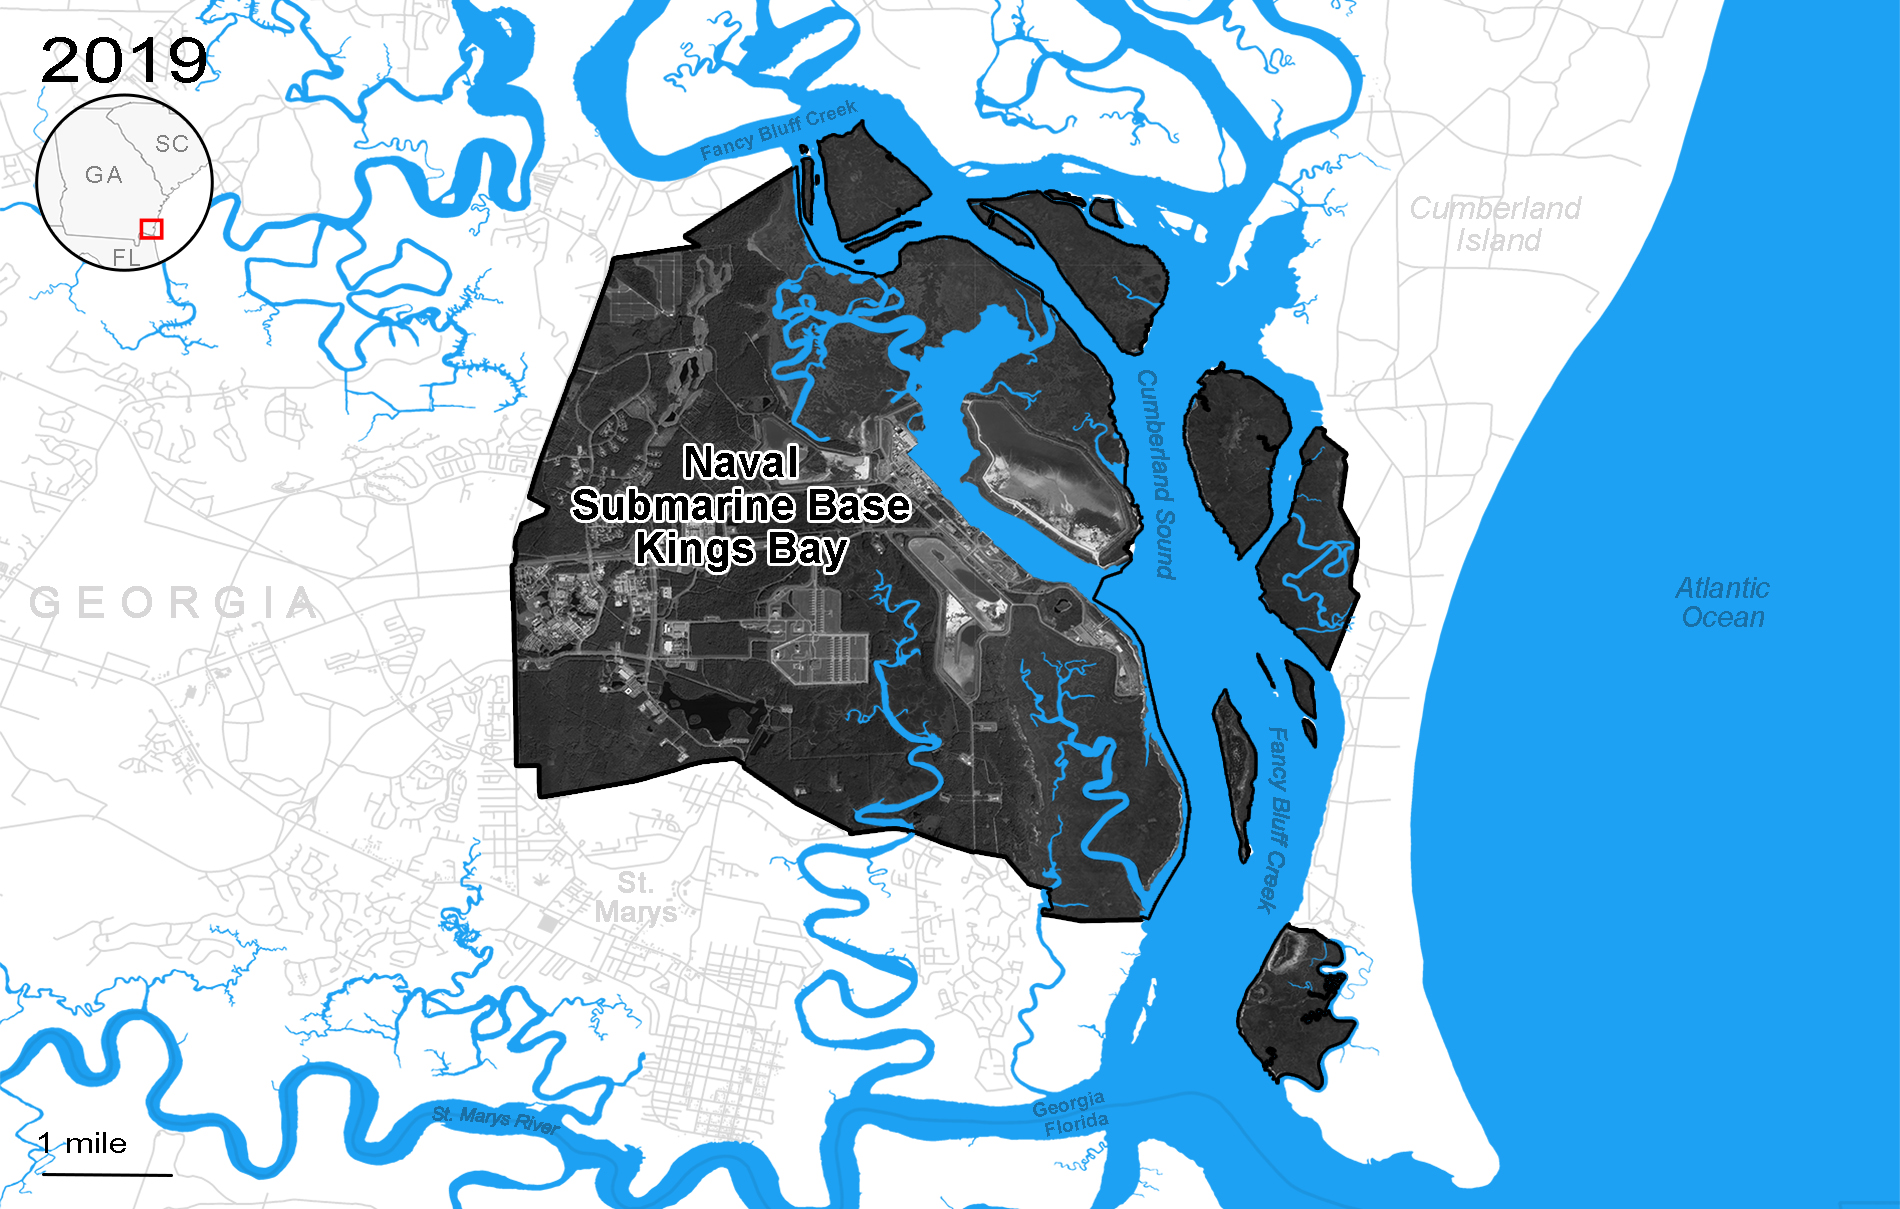 2019
SC
GA
FL
Fancy Bluff Creek
Cumberland
Island
Naval
Submarine Base
Kings Bay
Cumberland Sound
GEORGIA
Atlantic
Ocean
Fancy Bluff Creek
St.
Marys
Georgia
Florida
St. Marys River
1 mile